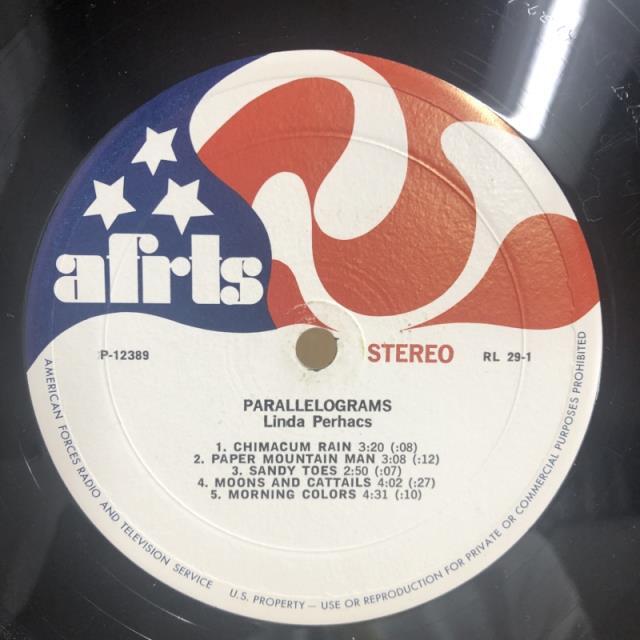 afrts
P-12389
STEREO
RL 29-1
PARALLELOGRAMS
Linda Perhacs
1. CHIMACUM RAIN 3:20 (:08)
2. PAPER MOUNTAIN MAN 3:08 (:12)
3. SANDY TOES 2:50 (:07)
4. MOONS AND CATTAILS 4:02 (:27)
5. MORNING COLORS 4:31 (:10)
AMERICAN FORCES RADIO AND TELEVISION SERVICE
U.S. PROPERTY — USE OR REPRODUCTION FOR PRIVATE OR COMMERCIAL PURPOSES PROHIBITED